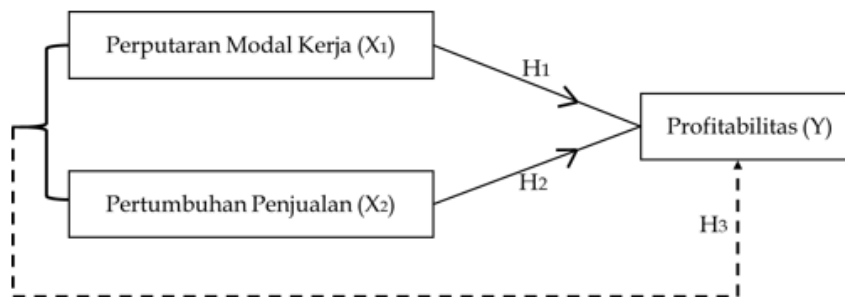 Perputaran Modal Kerja (X1)
H1
Profitabilitas (Y)
Pertumbuhan Penjualan (X2)
H2
H3